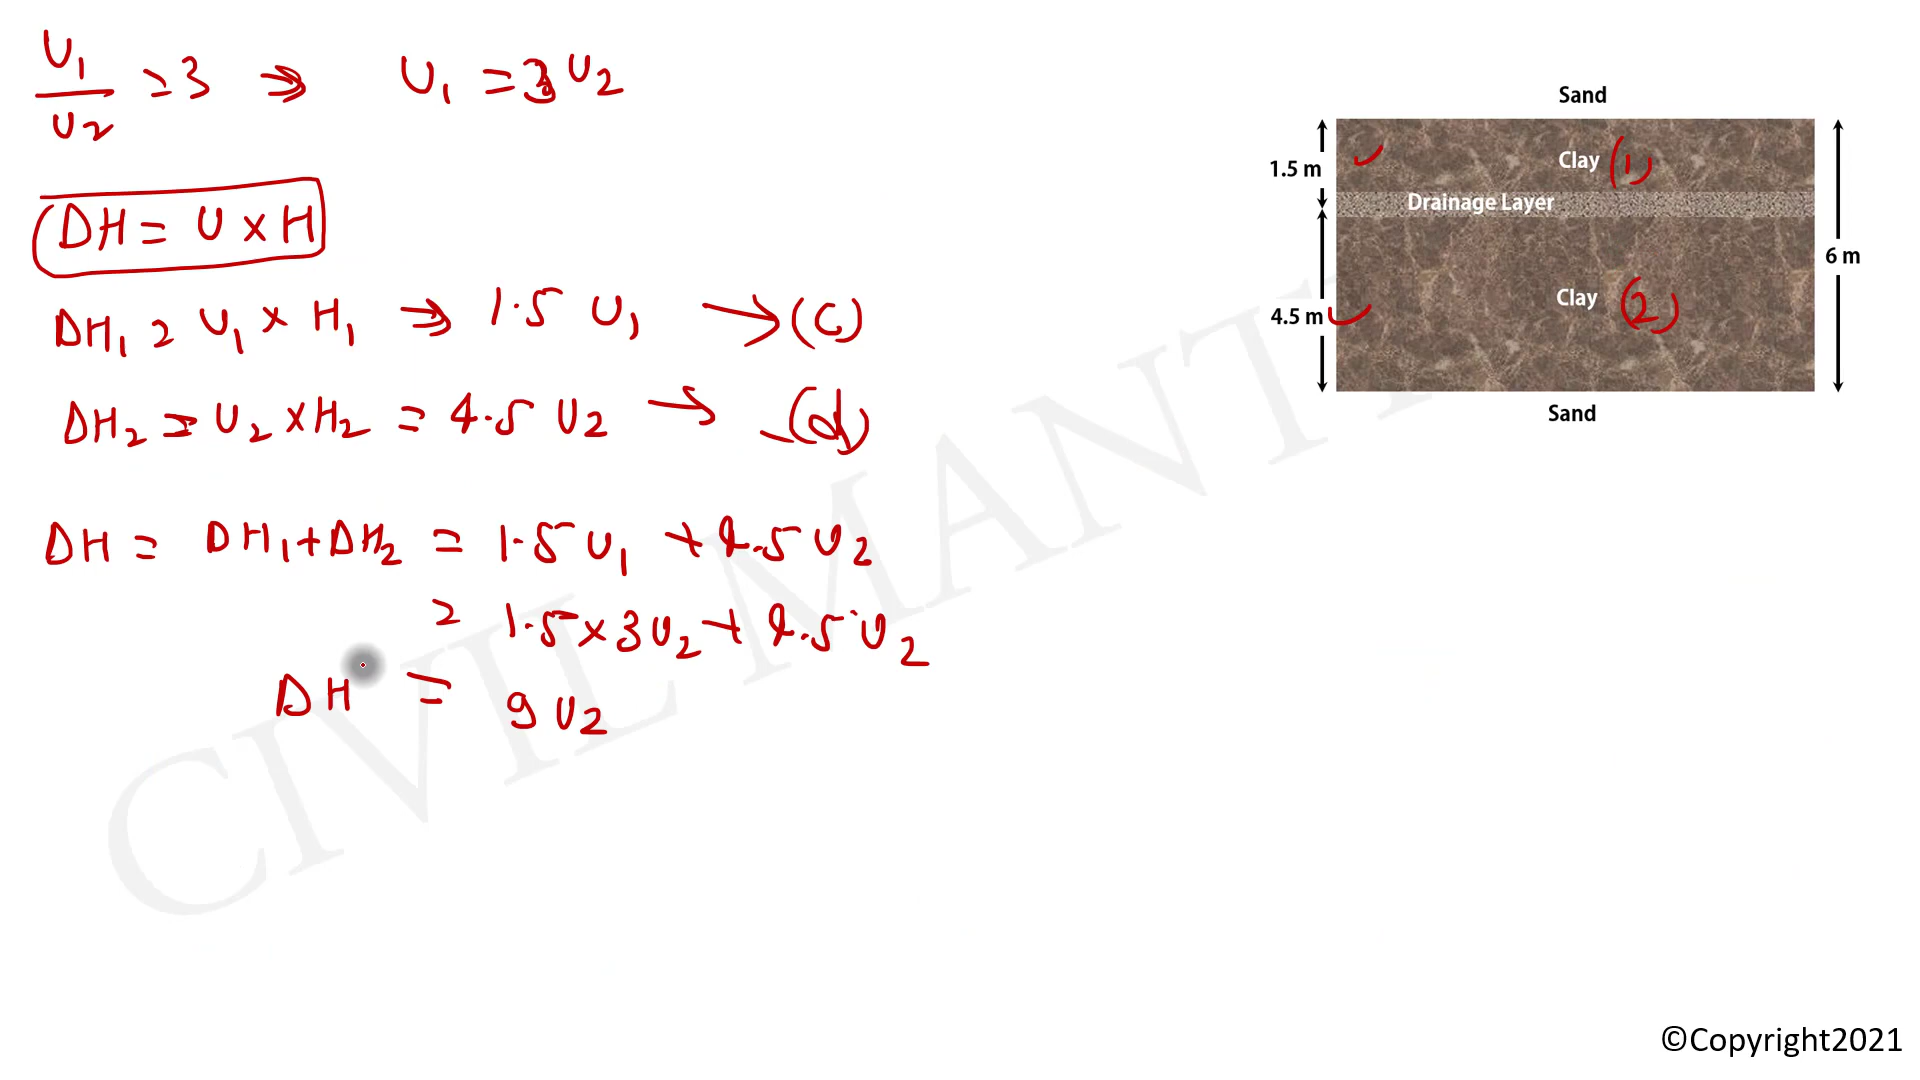 U₁/U₂ = 3 ⇒ U₁ = 3U₂
DH = U × H
DH₁ = U₁ × H₁ ⇒ 1.5 U₁ → (c)
DH₂ = U₂ × H₂ = 4.5 U₂ → (d)
DH = DH₁ + DH₂ = 1.5 U₁ + 4.5 U₂
= 1.5 × 3U₂ + 4.5 U₂
DH = 9 U₂
Sand
1.5 m
Clay (1)
Drainage Layer
6 m
Clay (2)
4.5 m
Sand
CIVIL MANT
©Copyright2021